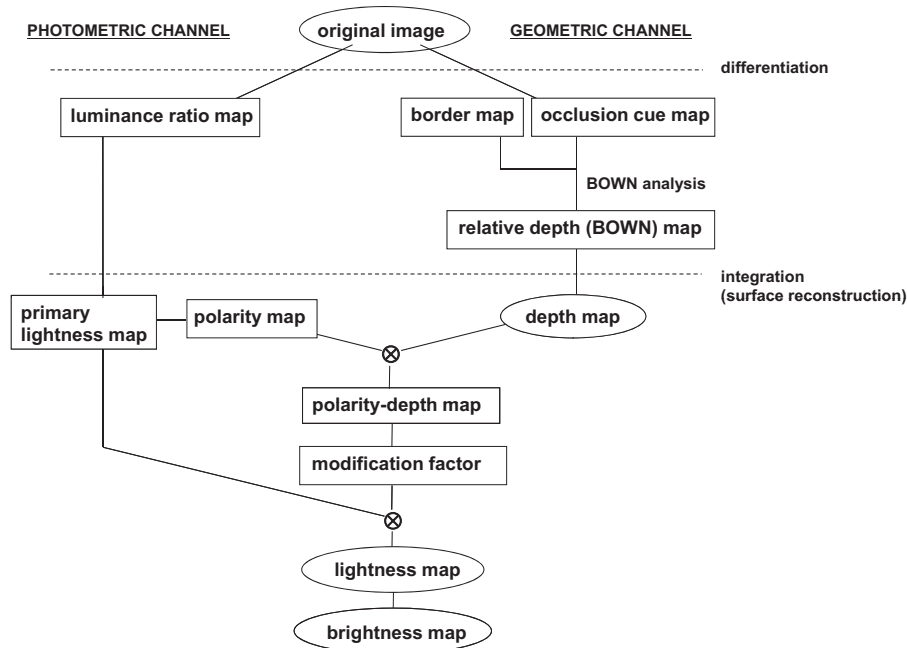 PHOTOMETRIC CHANNEL
original image
GEOMETRIC CHANNEL
differentiation
luminance ratio map
border map
occlusion cue map
BOWN analysis
relative depth (BOWN) map
integration
(surface reconstruction)
primary
lightness map
polarity map
depth map
polarity-depth map
modification factor
lightness map
brightness map